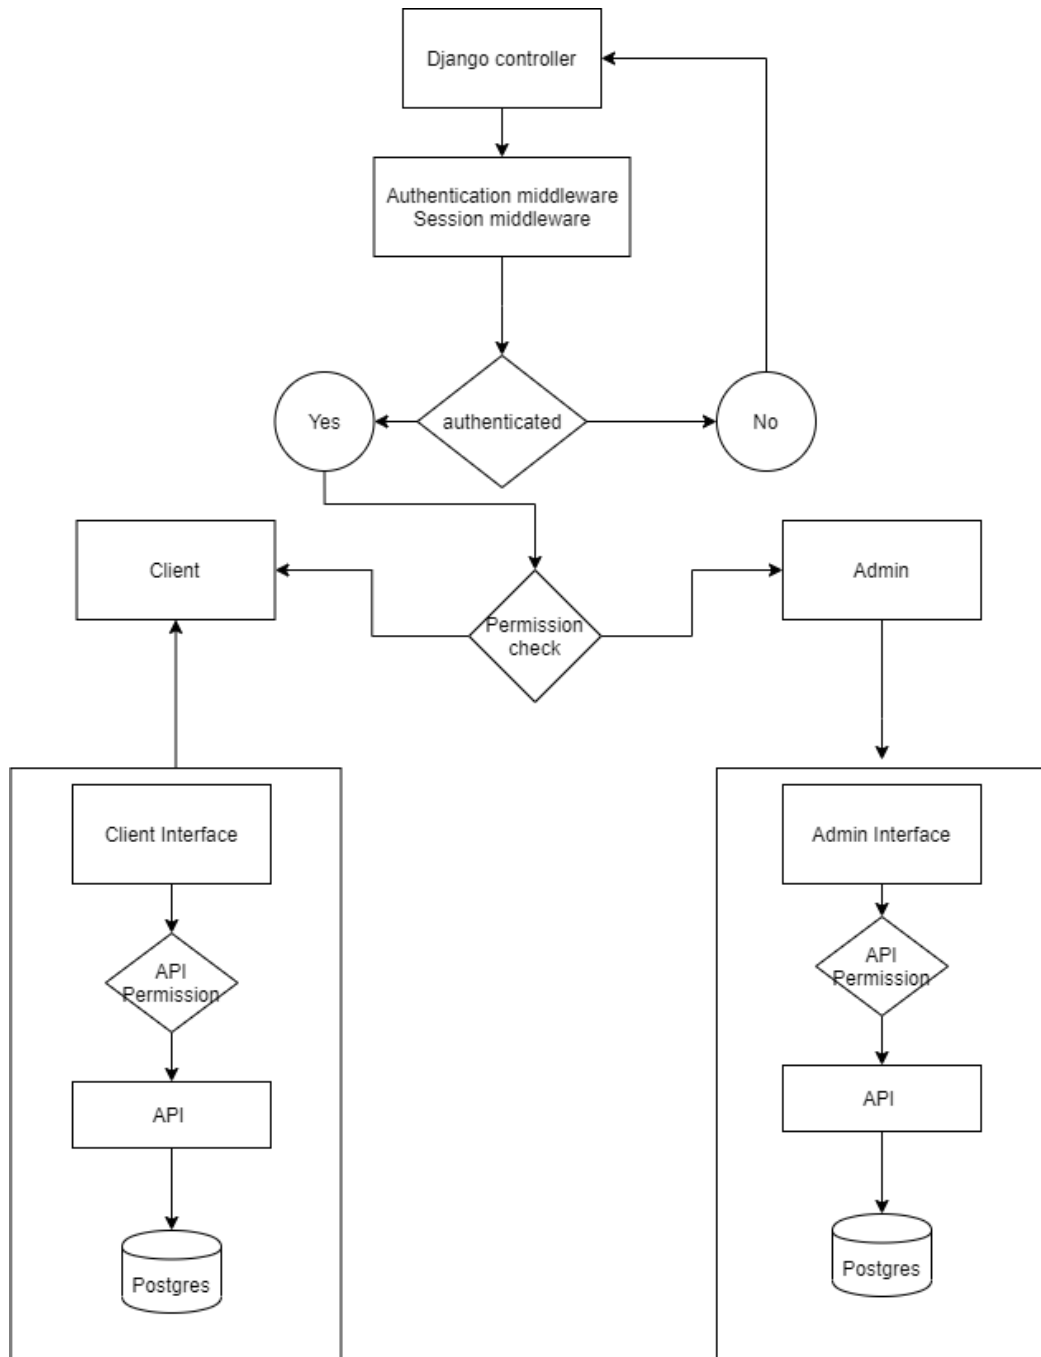 Django controller
Authentication middleware
Session middleware
Yes
authenticated
No
Client
Permission
check
Admin
Client Interface
Admin Interface
API
Permission
API
Permission
API
API
Postgres
Postgres